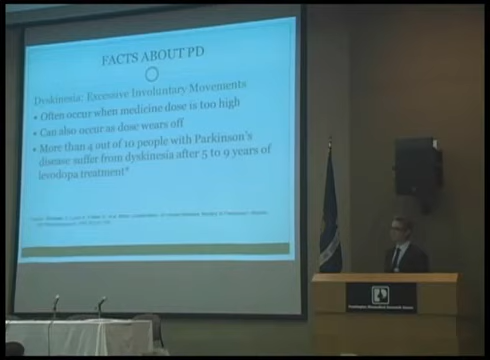 FACTS ABOUT PD
Dyskinesia: Excessive Involuntary Movements
• Often occur when medicine dose is too high
• Can also occur as dose wears off
• More than 4 out of 10 people with Parkinson's
disease suffer from dyskinesia after 5 to 9 years of
levodopa treatment*